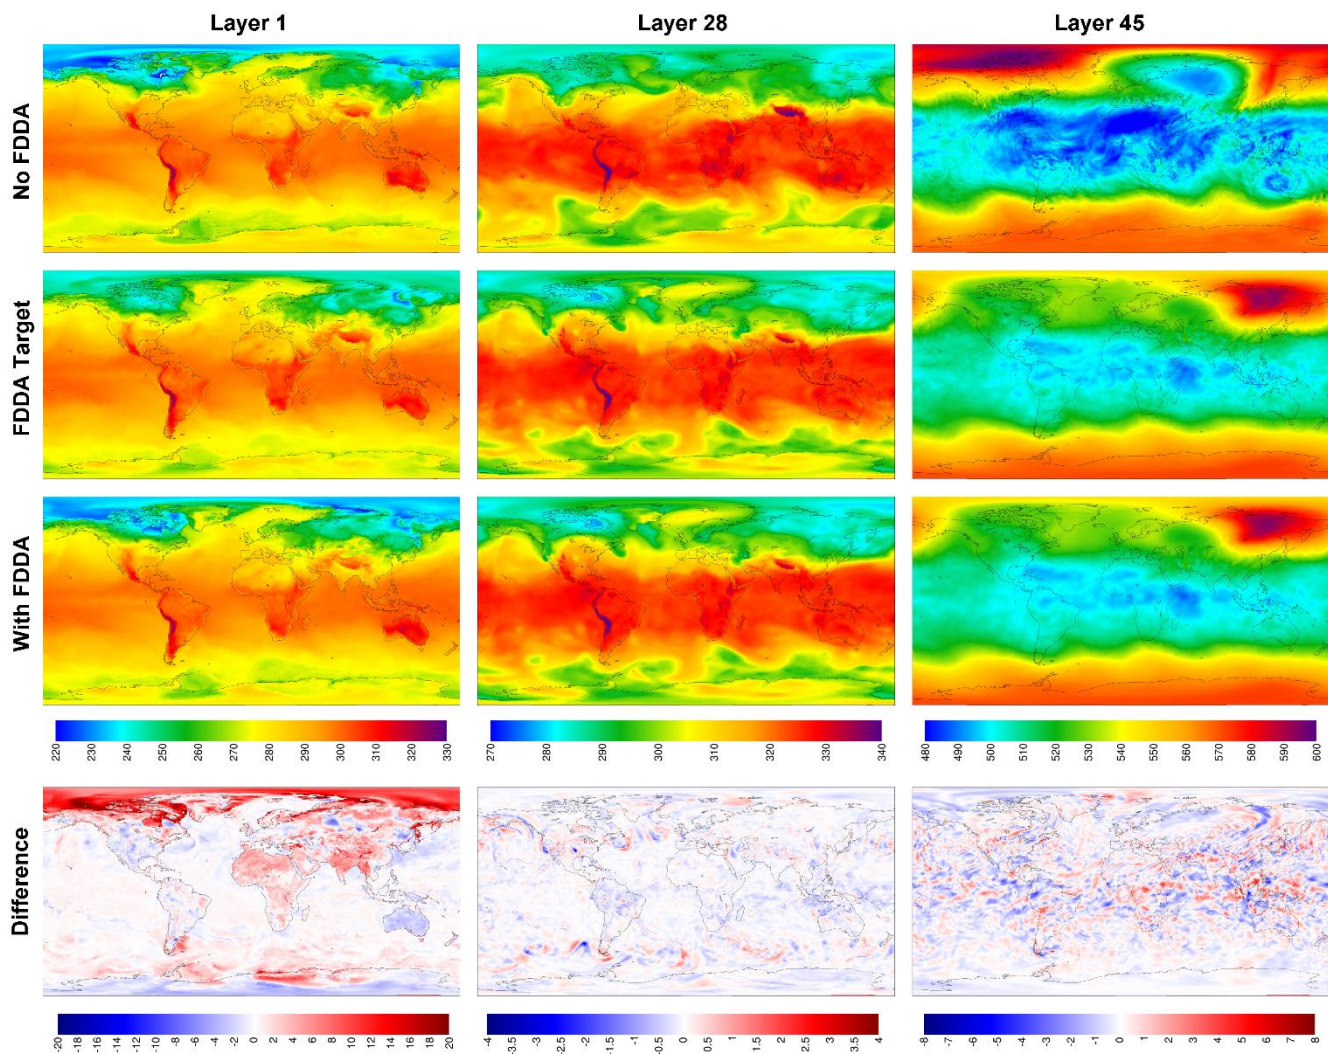 Layer 1
Layer 28
Layer 45
No FDDA
FDDA Target
With FDDA
220 230 240 250 260 270 280 290 300 310 320 330
270 280 290 300 310 320 330 340
480 490 500 510 520 530 540 550 560 570 580 590 600
Difference
-20 -18 -16 -14 -12 -10 -8 -6 -4 -2 0 2 4 6 8 10 12 14 16 18 20
-4 -3.5 -3 -2.5 -2 -1.5 -1 -0.5 0 0.5 1 1.5 2 2.5 3 3.5 4
-8 -7 -6 -5 -4 -3 -2 -1 0 1 2 3 4 5 6 7 8